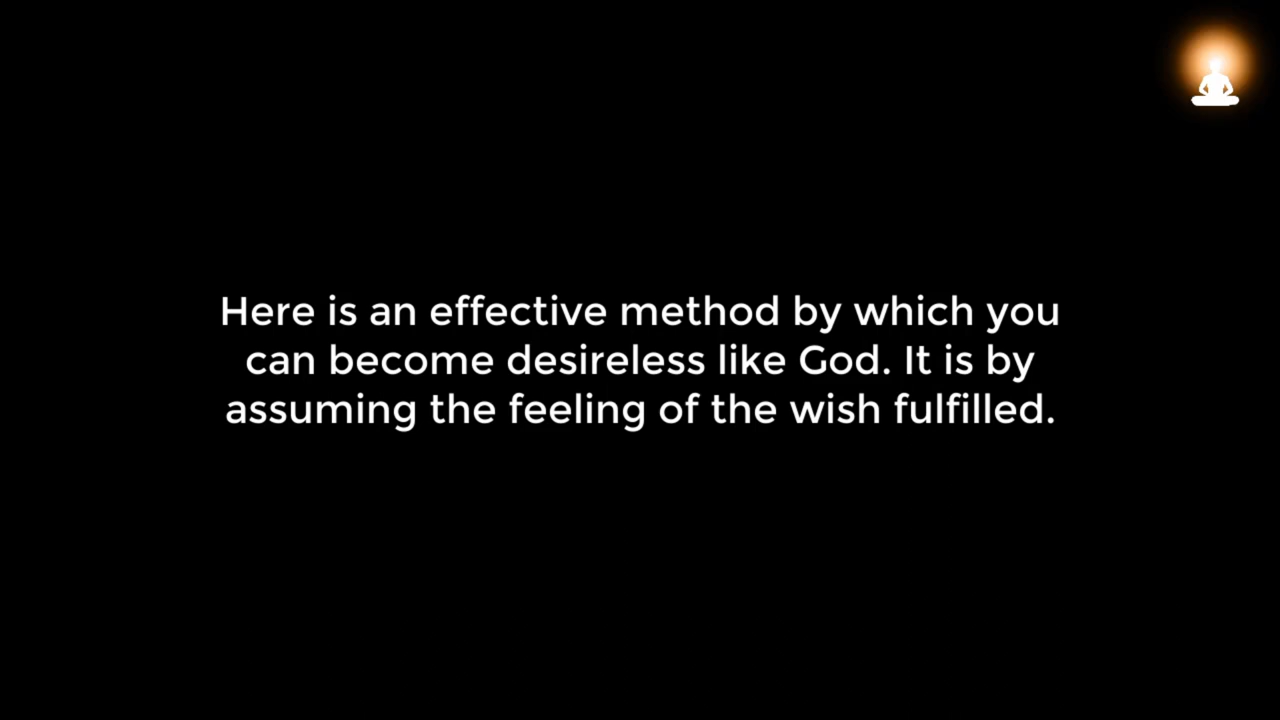 Here is an effective method by which you
can become desireless like God. It is by
assuming the feeling of the wish fulfilled.